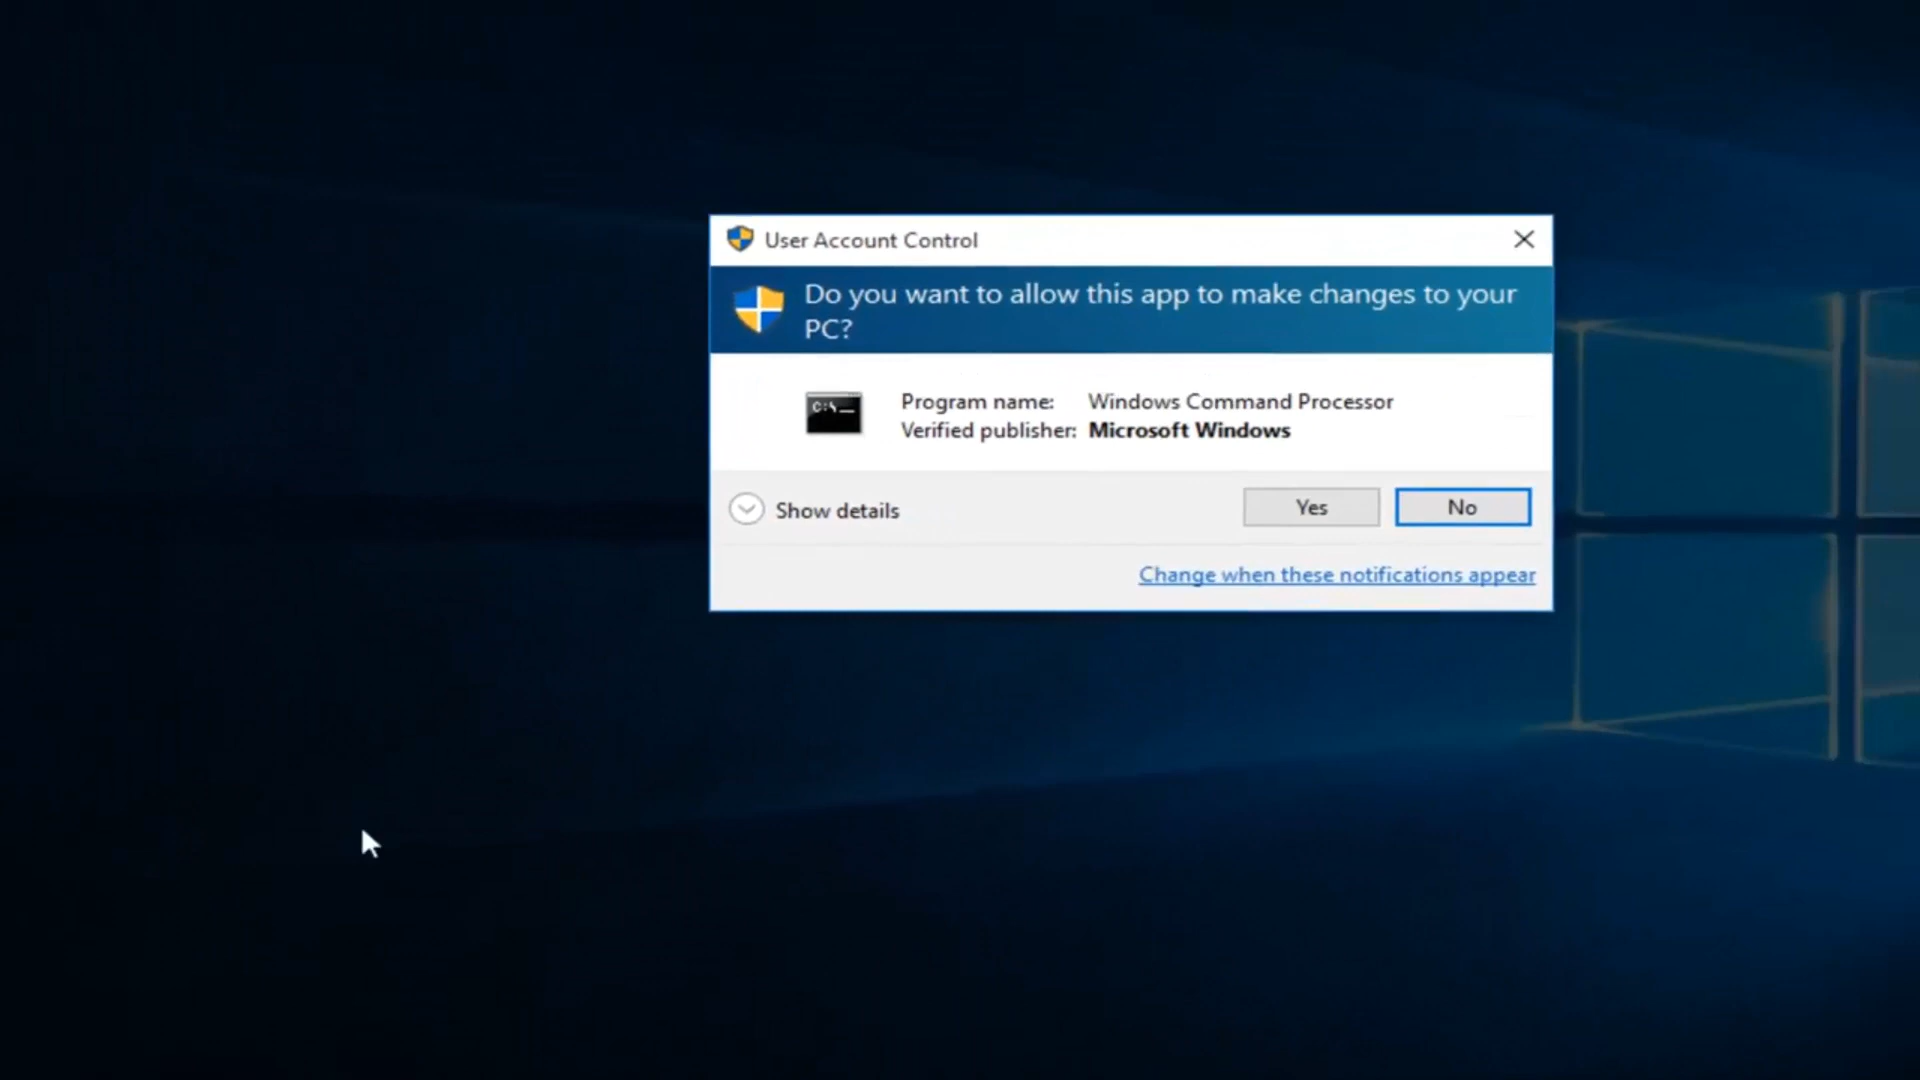 User Account Control
Do you want to allow this app to make changes to your
PC?
C:\
Program name: Windows Command Processor
Verified publisher: Microsoft Windows
Show details
Yes
No
Change when these notifications appear